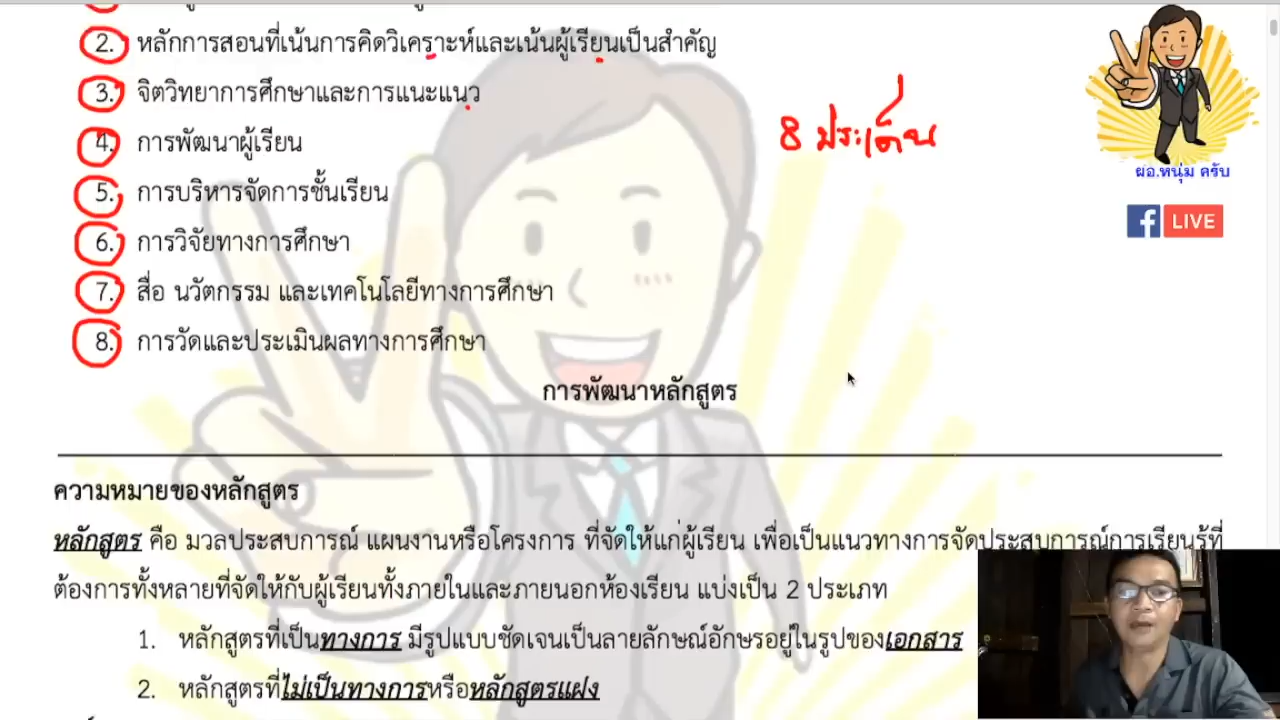 2. หลักการสอนที่เน้นการคิดวิเคราะห์และเน้นผู้เรียนเป็นสำคัญ
3. จิตวิทยาการศึกษาและการแนะแนว
8 ประเด็น
4. การพัฒนาผู้เรียน
ผอ.หนุ่ม ครับ
5. การบริหารจัดการชั้นเรียน
f LIVE
6. การวิจัยทางการศึกษา
7. สื่อ นวัตกรรม และเทคโนโลยีทางการศึกษา
8. การวัดและประเมินผลทางการศึกษา
การพัฒนาหลักสูตร
ความหมายของหลักสูตร
หลักสูตร คือ มวลประสบการณ์ แผนงานหรือโครงการ ที่จัดให้แก่ผู้เรียน เพื่อเป็นแนวทางการจัดประสบการณ์การเรียนรู้ที่
ต้องการทั้งหลายที่จัดให้กับผู้เรียนทั้งภายในและภายนอกห้องเรียน แบ่งเป็น 2 ประเภท
1. หลักสูตรที่เป็นทางการ มีรูปแบบชัดเจนเป็นลายลักษณ์อักษรอยู่ในรูปของเอกสาร
2. หลักสูตรที่ไม่เป็นทางการหรือหลักสูตรแฝง